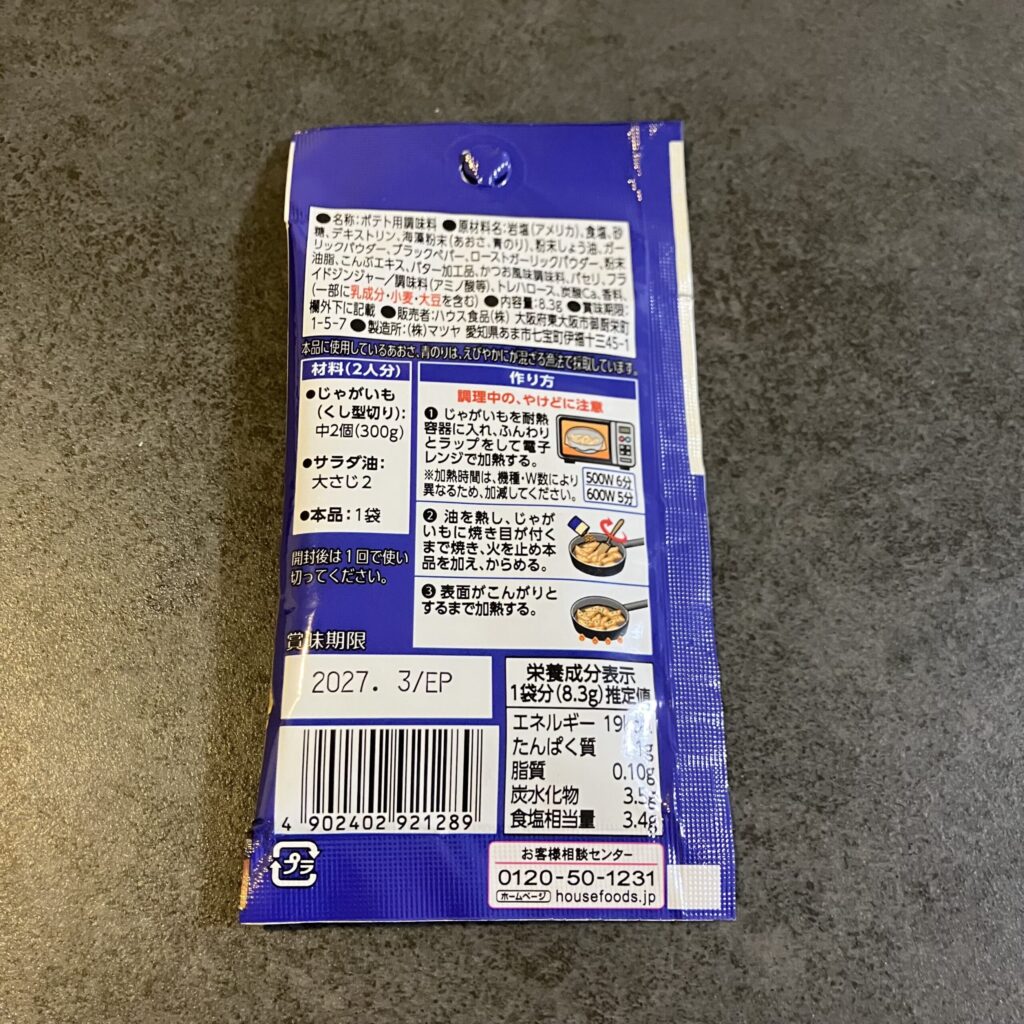 ●名称:ポテト用調味料 ●原材料名:岩塩(アメリカ)、食塩、砂
糖、デキストリン、海藻粉末(あおさ、青のり)、粉末しょう油、ガー
リックパウダー、ブラックペパー、ローストガーリックパウダー、粉末
油脂、こんぶエキス、バター加工品、かつお風味調味料、パセリ、フラ
イドジンジャー/調味料(アミノ酸等)、トレハロース、炭酸Ca、香料、
(一部に乳成分・小麦・大豆を含む) ●内容量:8.3g ●賞味期限:
欄外下に記載 ●販売者:ハウス食品(株) 大阪府東大阪市御厨栄町
1-5-7 ●製造所:(株)マツヤ 愛知県あま市七宝町伊福十三45-1
本品に使用しているあおさ、青のりは、えびやかにが混ざる漁法で採取しています。
材料(2人分)
●じゃがいも
(くし型切り):
中2個(300g)
●サラダ油:
大さじ2
●本品:1袋
開封後は1回で使い
切ってください。
作り方
調理中の、やけどに注意
❶ じゃがいもを耐熱
容器に入れ、ふんわり
とラップをして電子
レンジで加熱する。
※加熱時間は、機種・W数により
異なるため、加減してください。
500W 6分
600W 5分
❷ 油を熱し、じゃが
いもに焼き目が付く
まで焼き、火を止め本
品を加え、からめる。
❸ 表面がこんがりと
するまで加熱する。
賞味期限
2027. 3/EP
4 902402 921289
プラ
栄養成分表示
1袋分(8.3g)推定値
エネルギー
たんぱく質
脂質 0.10g
炭水化物 3.5g
食塩相当量 3.4g
お客様相談センター
0120-50-1231
ホームページ housefoods.jp